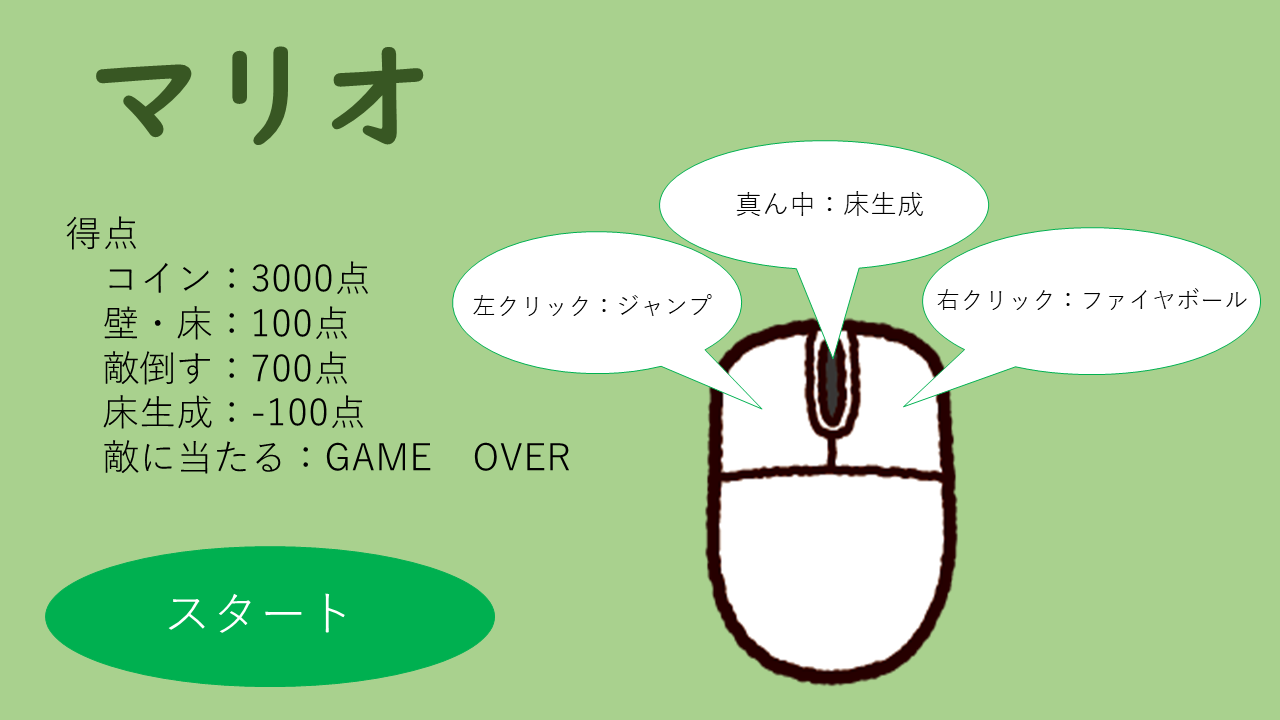 マリオ
得点
コイン：3000点
壁・床：100点
敵倒す：700点
床生成：-100点
敵に当たる：GAME　OVER
真ん中：床生成
左クリック：ジャンプ
右クリック：ファイヤボール
スタート